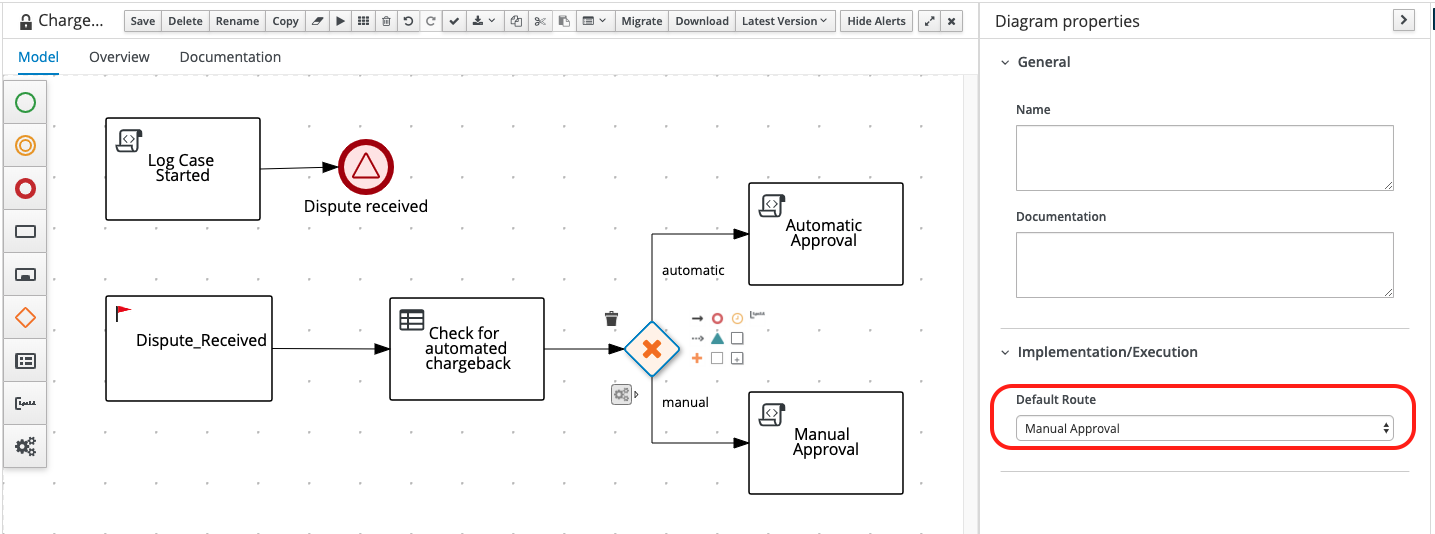 Charge...
Save
Delete
Rename
Copy
Migrate
Download
Latest Version
Hide Alerts
Model
Overview
Documentation
Log Case
Started
Dispute received
Automatic
Approval
automatic
Dispute_Received
Check for
automated
chargeback
manual
Manual
Approval
Diagram properties
General
Name
Documentation
Implementation/Execution
Default Route
Manual Approval